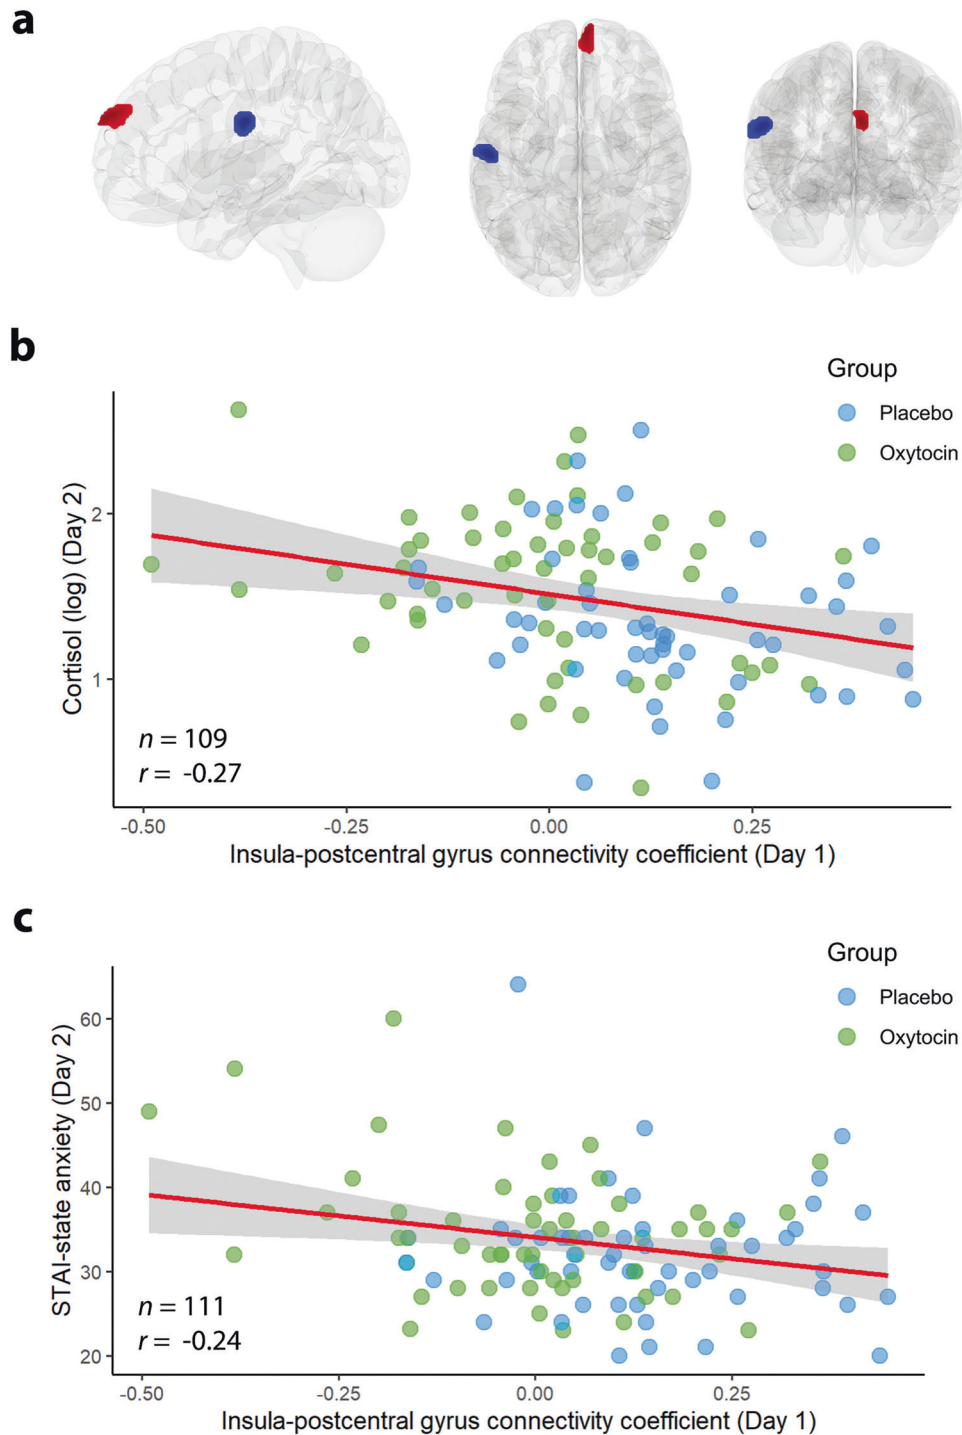 a
b
Group
Placebo
Oxytocin
Cortisol (log) (Day 2)
2
1
n = 109
r = -0.27
-0.50
-0.25
0.00
0.25
Insula-postcentral gyrus connectivity coefficient (Day 1)
c
Group
Placebo
Oxytocin
STAI-state anxiety (Day 2)
60
50
40
30
20
n = 111
r = -0.24
-0.50
-0.25
0.00
0.25
Insula-postcentral gyrus connectivity coefficient (Day 1)